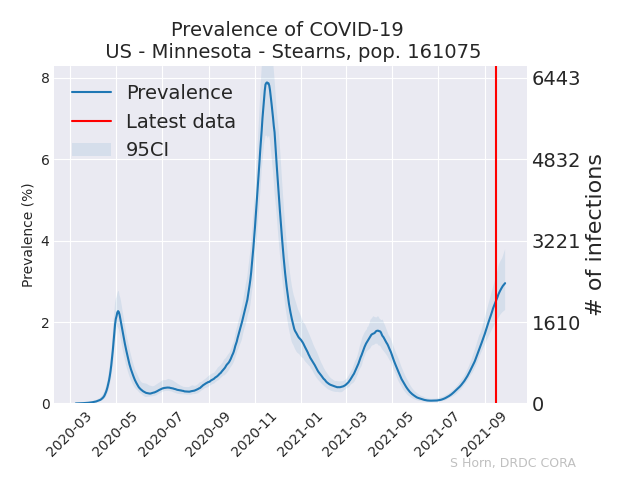 Prevalence of COVID-19
US - Minnesota - Stearns, pop. 161075
Prevalence
Latest data
95CI
Prevalence (%)
8
6
4
2
0
6443
4832
3221
1610
0
# of infections
2020-03
2020-05
2020-07
2020-09
2020-11
2021-01
2021-03
2021-05
2021-07
2021-09
S Horn, DRDC CORA